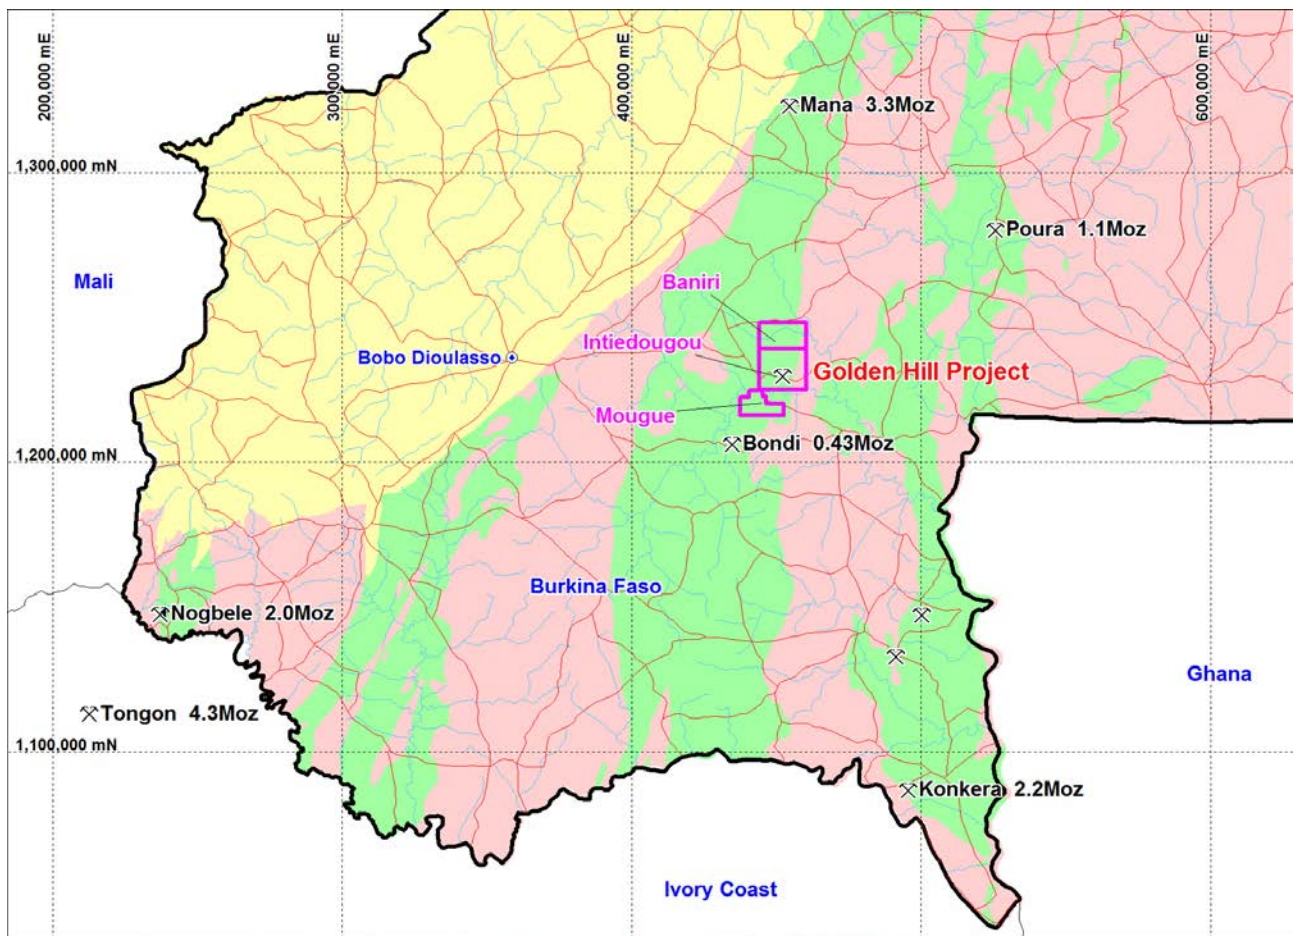 200,000 mE
300,000 mE
400,000 mE
600,000 mE
Mana 3.3Moz
1,300,000 mN
Poura 1.1Moz
Mali
Baniri
Intiedougou
Bobo Dioulasso
Golden Hill Project
Mougue
Bondi 0.43Moz
1,200,000 mN
Burkina Faso
Nogbele 2.0Moz
Ghana
Tongon 4.3Moz
1,100,000 mN
Konkera 2.2Moz
Ivory Coast